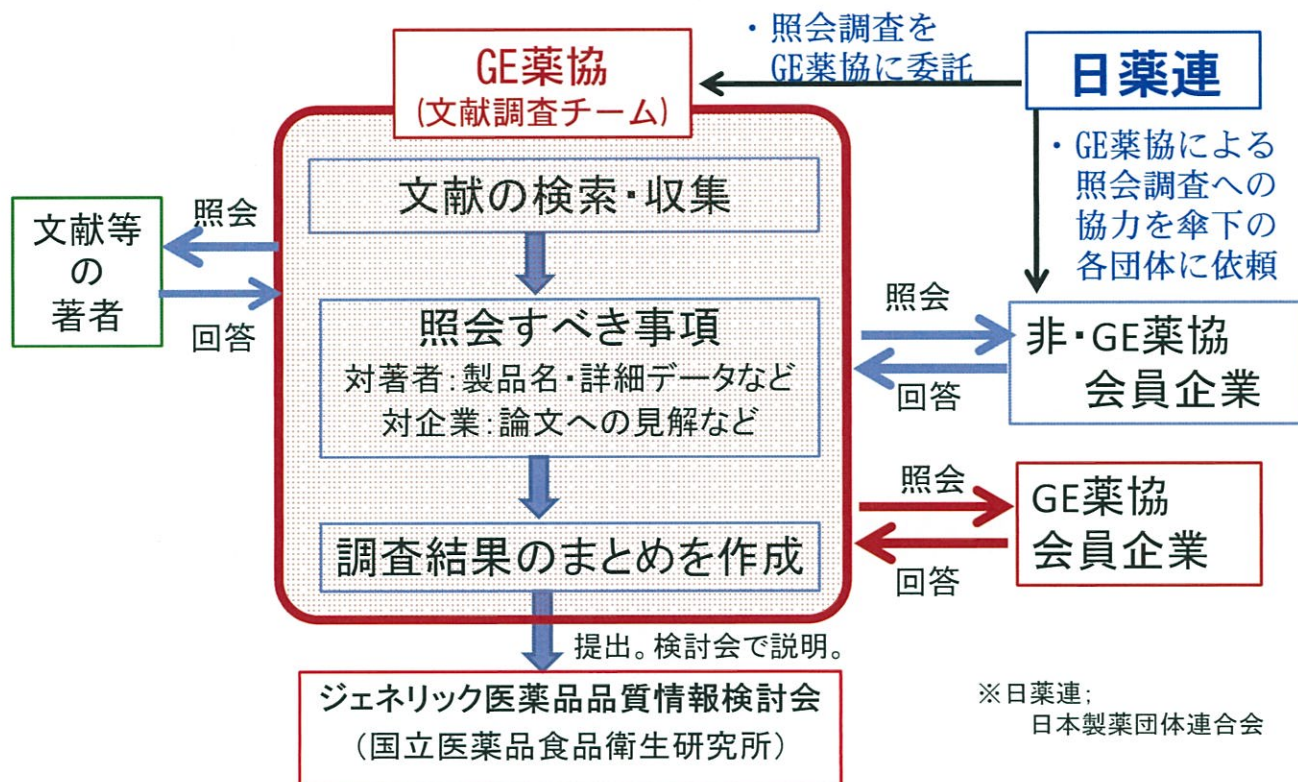 GE薬協
(文献調査チーム)
・照会調査を
GE薬協に委託
日薬連
・GE薬協による
照会調査への
協力を傘下の
各団体に依頼
文献の検索・収集
文献等
の
著者
照会
回答
照会すべき事項
対著者：製品名・詳細データなど
対企業：論文への見解など
照会
回答
非・GE薬協
会員企業
調査結果のまとめを作成
照会
回答
GE薬協
会員企業
提出。検討会で説明。
ジェネリック医薬品品質情報検討会
（国立医薬品食品衛生研究所）
※日薬連；
日本製薬団体連合会